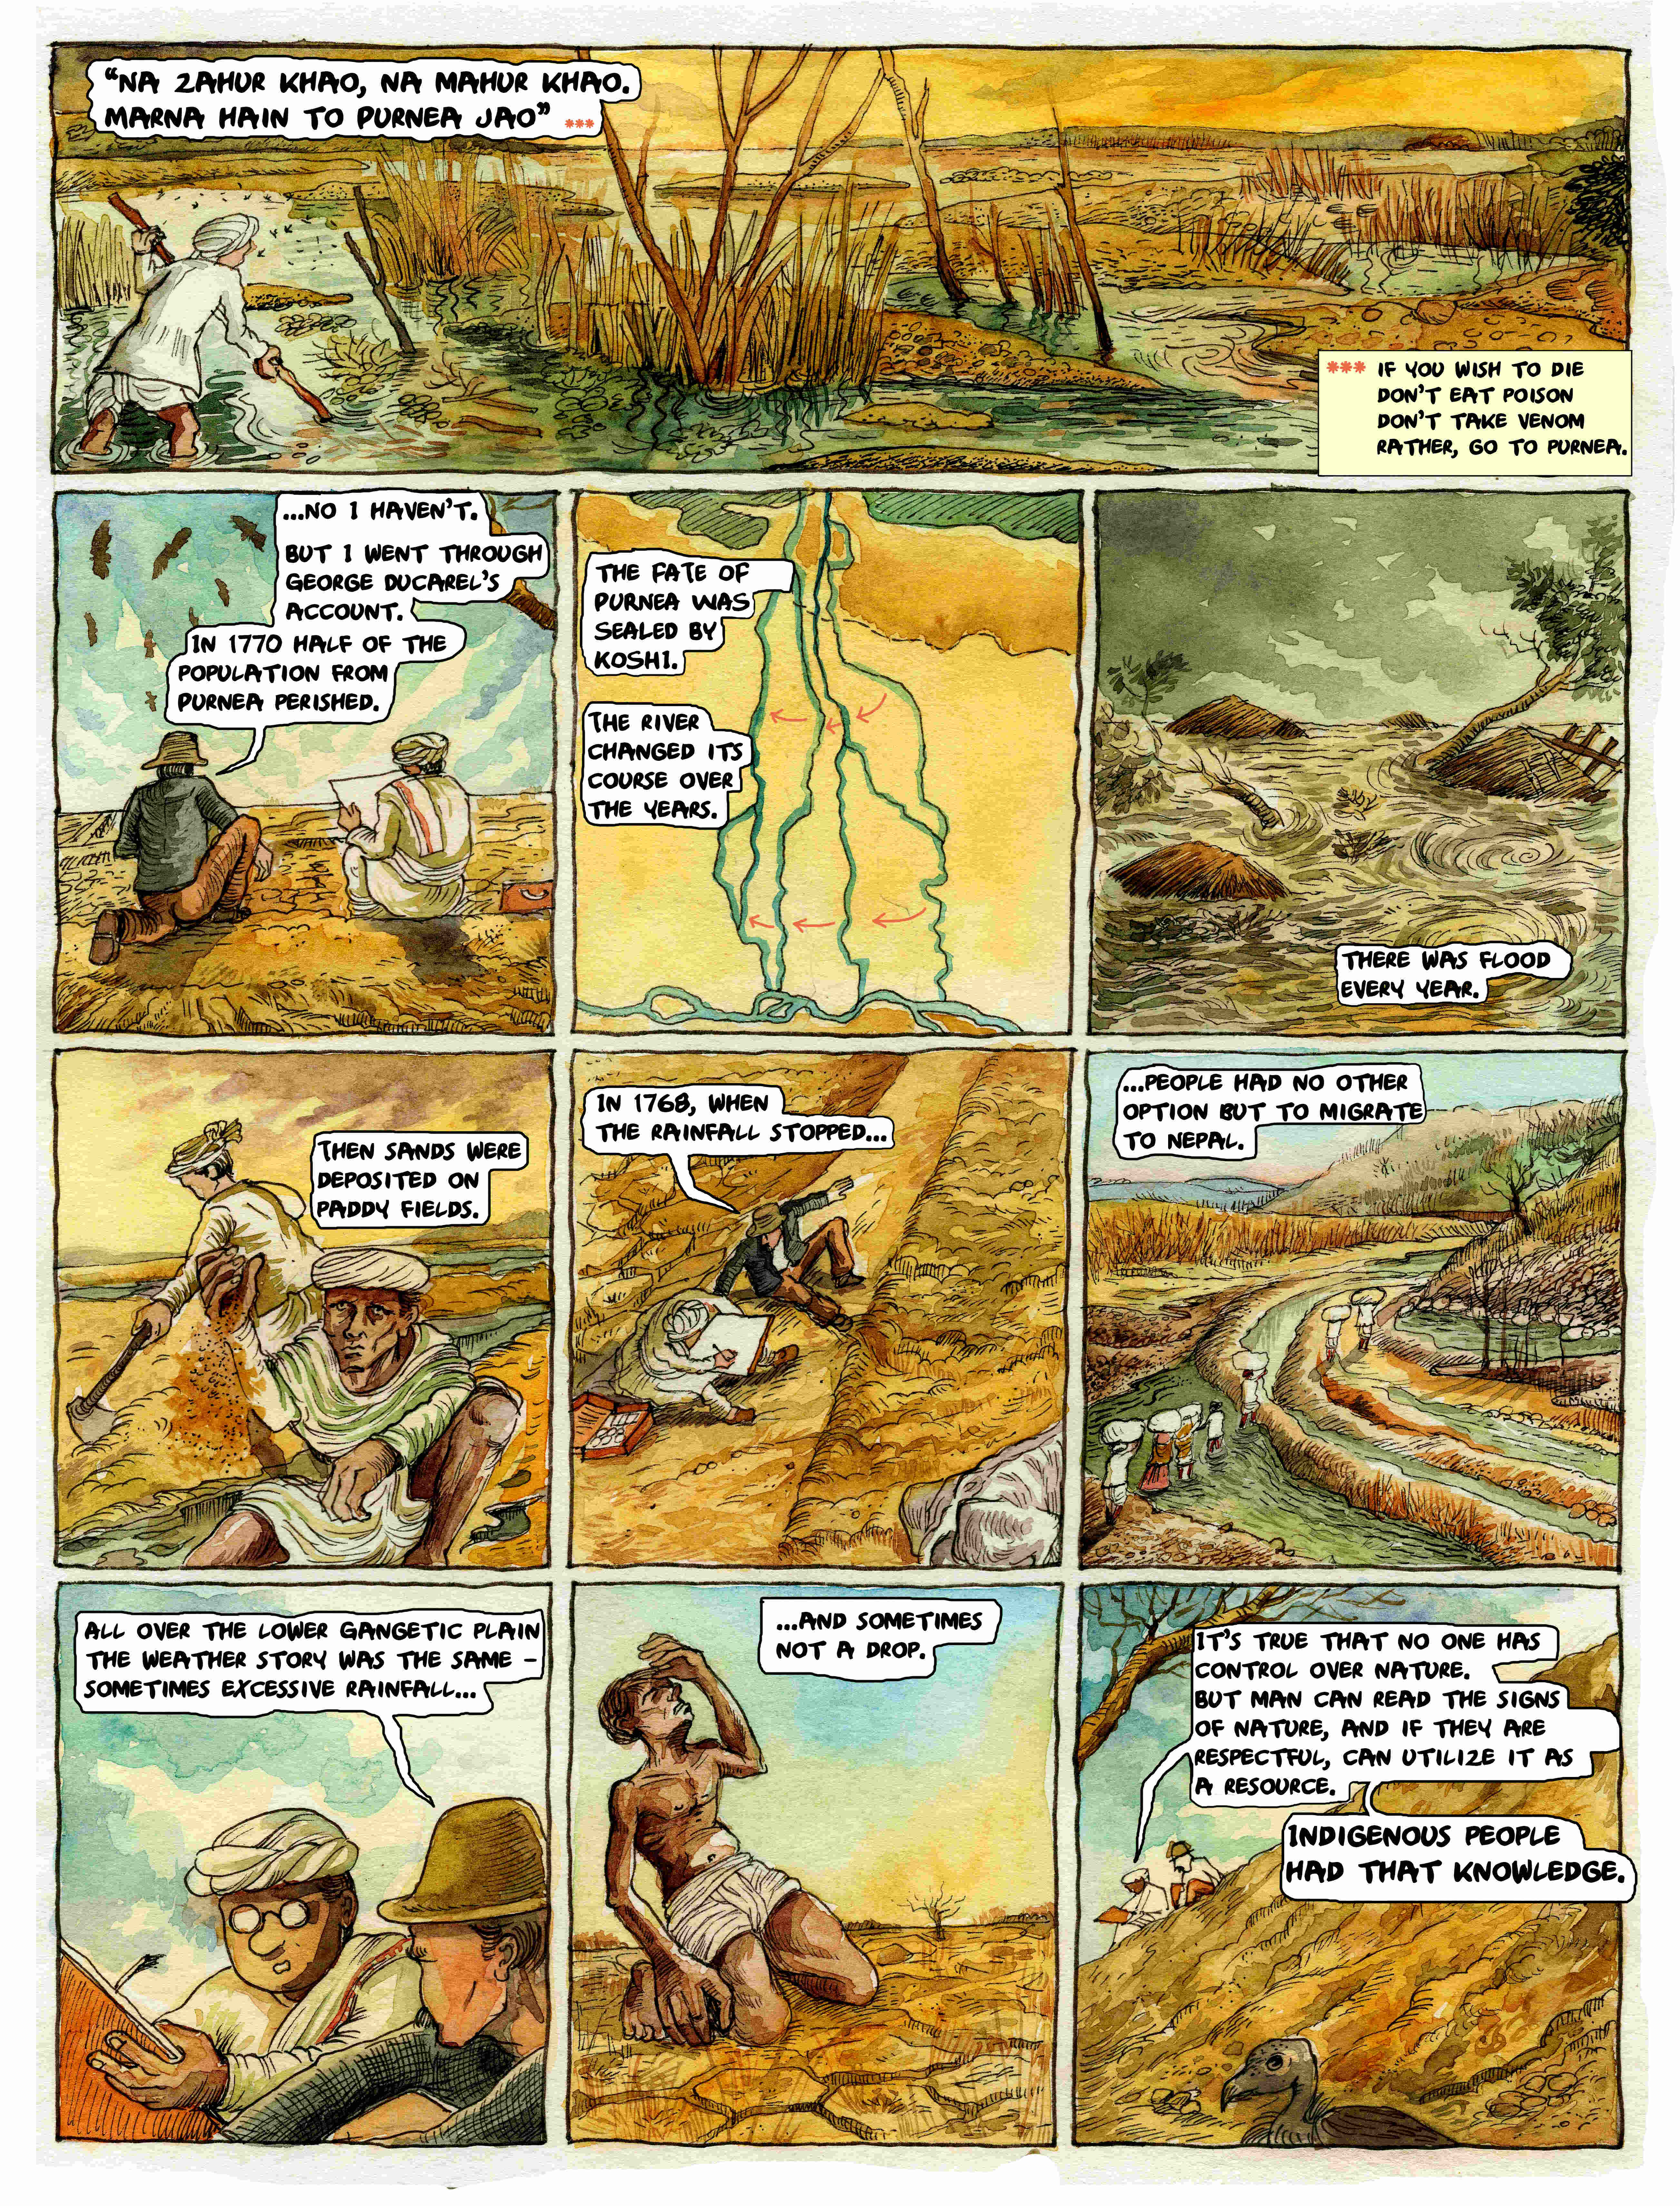 "NA ZAHUR KHAO, NA MAHUR KHAO.
MARNA HAIN TO PURNEA JAO" ***
*** IF YOU WISH TO DIE
DON'T EAT POISON
DON'T TAKE VENOM
RATHER, GO TO PURNEA.
...NO I HAVEN'T.
BUT I WENT THROUGH
GEORGE DUCAREL'S
ACCOUNT.
IN 1770 HALF OF THE
POPULATION FROM
PURNEA PERISHED.
THE FATE OF
PURNEA WAS
SEALED BY
KOSHI.
THE RIVER
CHANGED ITS
COURSE OVER
THE YEARS.
THERE WAS FLOOD
EVERY YEAR.
THEN SANDS WERE
DEPOSITED ON
PADDY FIELDS.
IN 1768, WHEN
THE RAINFALL STOPPED...
...PEOPLE HAD NO OTHER
OPTION BUT TO MIGRATE
TO NEPAL.
ALL OVER THE LOWER GANGETIC PLAIN
THE WEATHER STORY WAS THE SAME -
SOMETIMES EXCESSIVE RAINFALL...
...AND SOMETIMES
NOT A DROP.
IT'S TRUE THAT NO ONE HAS
CONTROL OVER NATURE.
BUT MAN CAN READ THE SIGNS
OF NATURE, AND IF THEY ARE
RESPECTFUL, CAN UTILIZE IT AS
A RESOURCE.
INDIGENOUS PEOPLE
HAD THAT KNOWLEDGE.